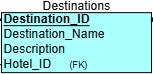 Destinations
Destination_ID
Destination_Name
Description
Hotel_ID (FK)